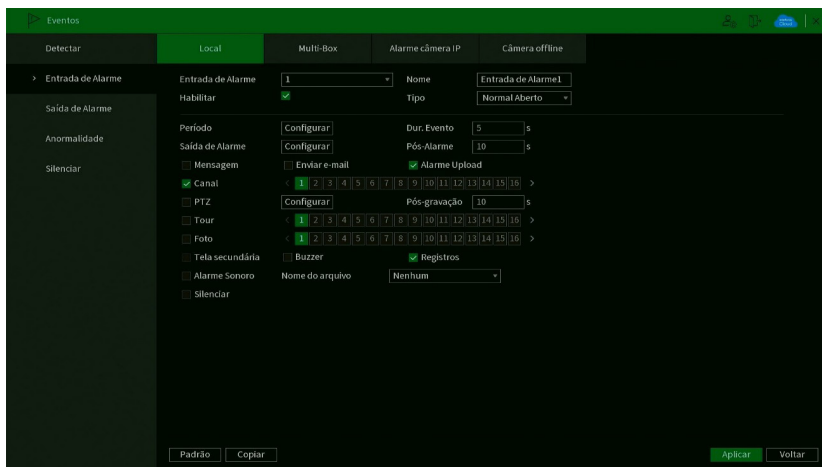 Eventos
Detectar
Entrada de Alarme
Saída de Alarme
Anormalidade
Silenciar
Local Multi-Box Alarme câmera IP Câmera offline
Entrada de Alarme 1 Nome Entrada de Alarme1
Habilitar Tipo Normal Aberto
Período Configurar Dur. Evento 5 s
Saída de Alarme Configurar Pós-Alarme 10 s
Mensagem Enviar e-mail Alarme Upload
Canal < 1 2 3 4 5 6 7 8 9 10 11 12 13 14 15 16 >
PTZ Configurar Pós-gravação 10 s
Tour < 1 2 3 4 5 6 7 8 9 10 11 12 13 14 15 16 >
Foto < 1 2 3 4 5 6 7 8 9 10 11 12 13 14 15 16 >
Tela secundária Buzzer Registros
Alarme Sonoro Nome do arquivo Nenhum
Silenciar
Padrão Copiar Aplicar Voltar